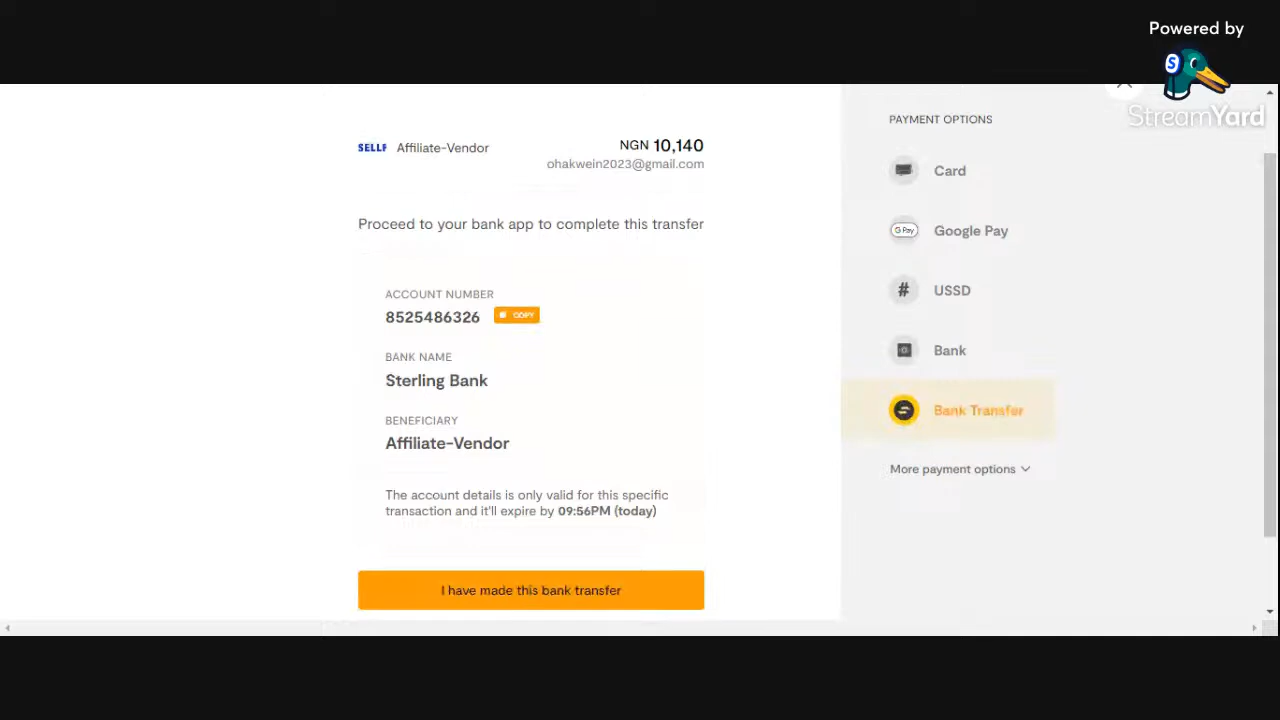 Powered by
StreamYard
SELLF Affiliate-Vendor
NGN 10,140
ohakwein2023@gmail.com
Proceed to your bank app to complete this transfer
ACCOUNT NUMBER
8525486326 COPY
BANK NAME
Sterling Bank
BENEFICIARY
Affiliate-Vendor
The account details is only valid for this specific
transaction and it'll expire by 09:56PM (today)
I have made this bank transfer
PAYMENT OPTIONS
Card
G Pay Google Pay
# USSD
Bank
Bank Transfer
More payment options